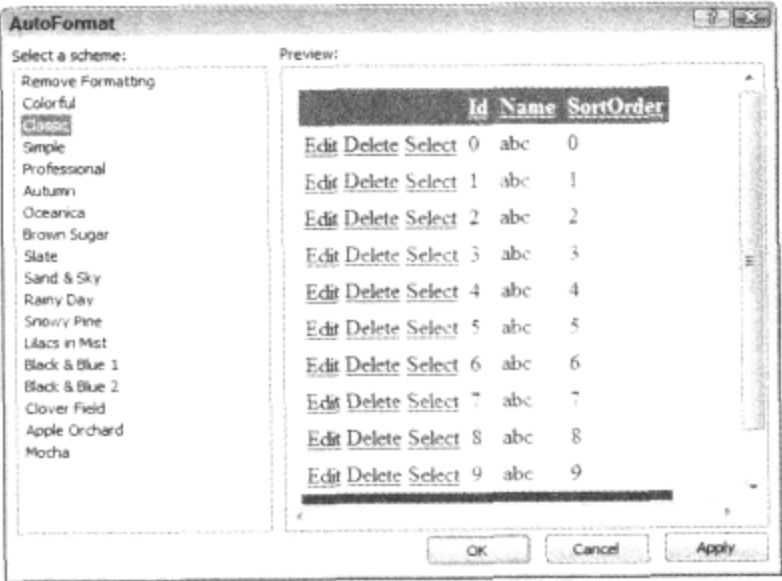 AutoFormat
Select a scheme:
Remove Formatting
Colorful
Classic
Simple
Professional
Autumn
Oceanica
Brown Sugar
Slate
Sand & Sky
Rainy Day
Snowy Pine
Lilacs in Mist
Black & Blue 1
Black & Blue 2
Clover Field
Apple Orchard
Mocha
Preview:
Id Name SortOrder
Edit Delete Select 0 abc 0
Edit Delete Select 1 abc 1
Edit Delete Select 2 abc 2
Edit Delete Select 3 abc 3
Edit Delete Select 4 abc 4
Edit Delete Select 5 abc 5
Edit Delete Select 6 abc 6
Edit Delete Select 7 abc 7
Edit Delete Select 8 abc 8
Edit Delete Select 9 abc 9
OK Cancel Apply